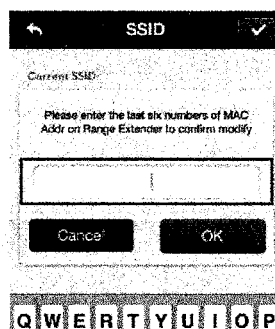 SSID
Current SSID
Please enter the last six numbers of MAC
Addr on Range Extender to confirm modify
Cancel
OK
Q W E R T Y U I O P